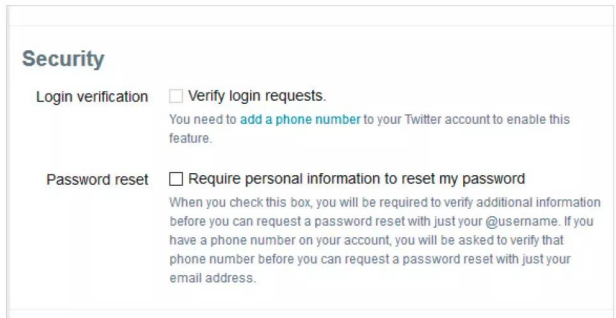 Security
Login verification Verify login requests.
You need to add a phone number to your Twitter account to enable this
feature.
Password reset Require personal information to reset my password
When you check this box, you will be required to verify additional information
before you can request a password reset with just your @username. If you
have a phone number on your account, you will be asked to verify that
phone number before you can request a password reset with just your
email address.